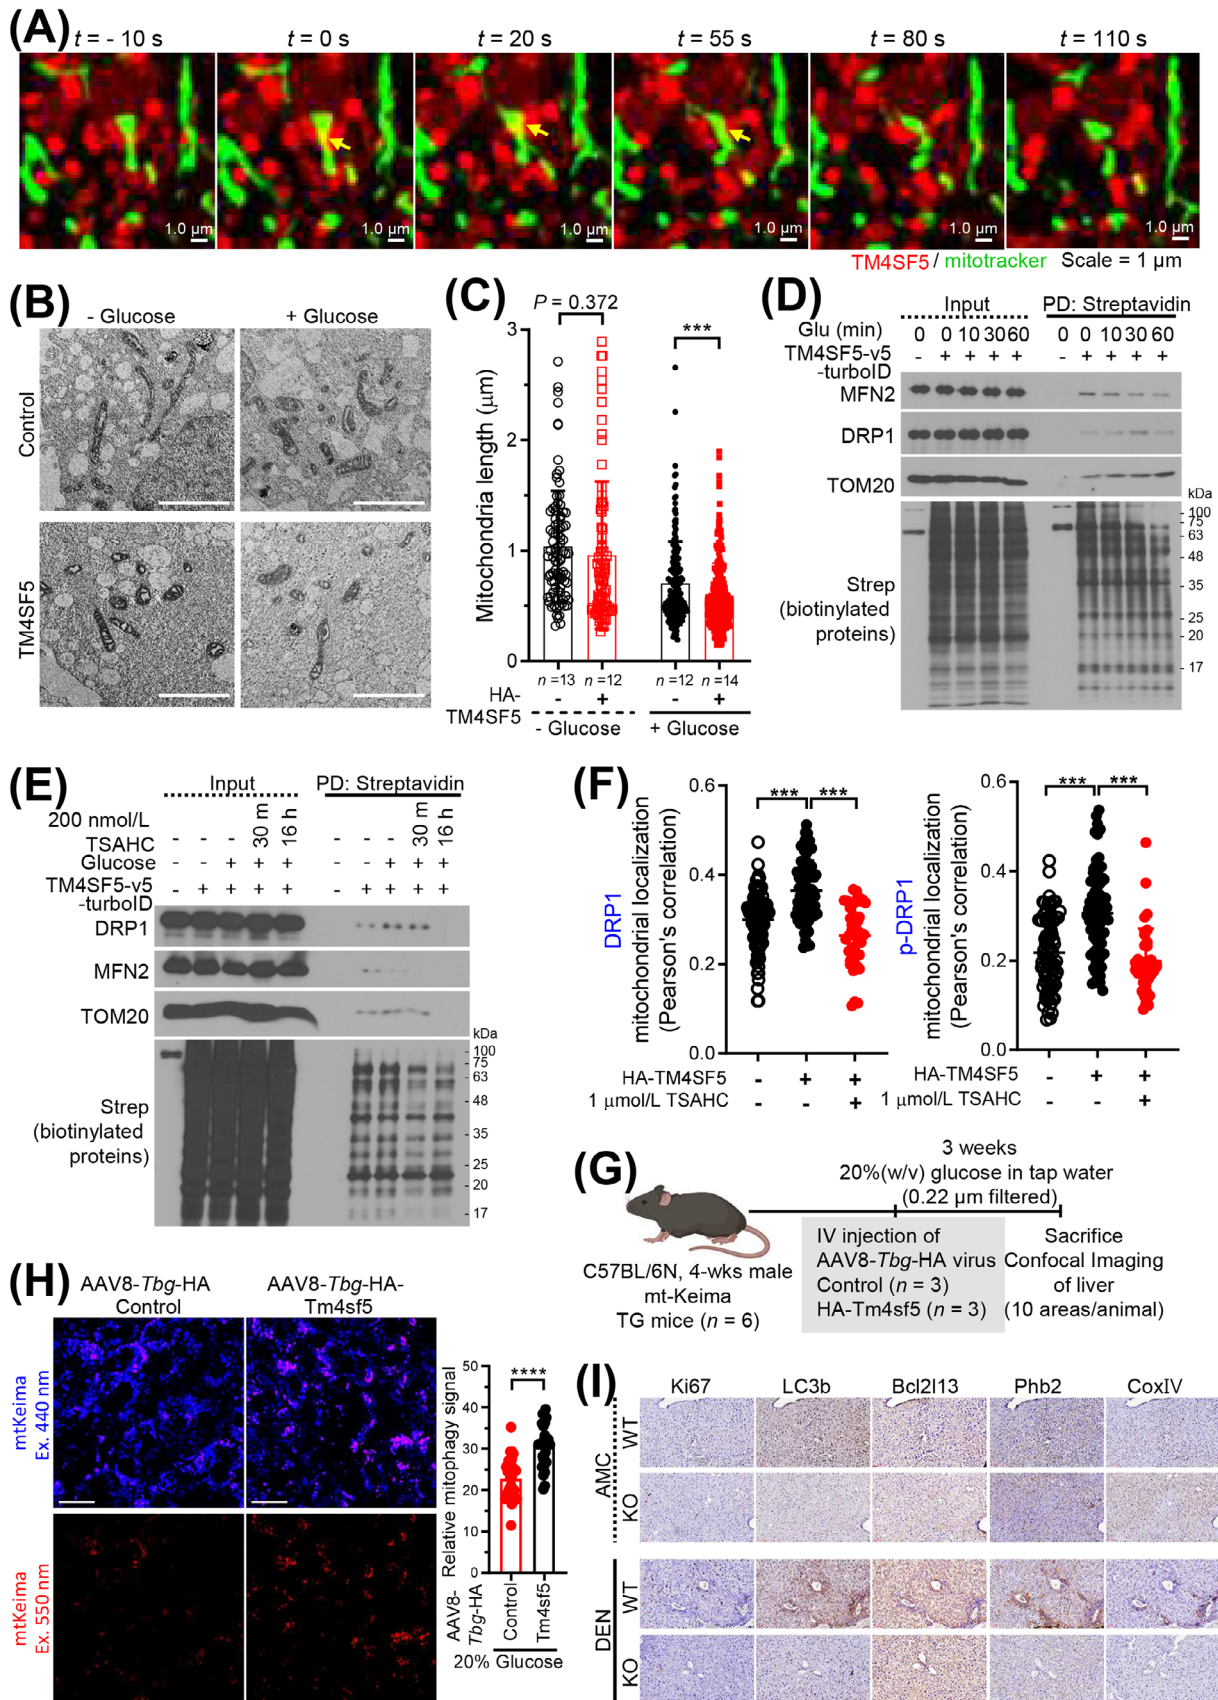 (A)
t = - 10 s t = 0 s t = 20 s t = 55 s t = 80 s t = 110 s
1.0 µm 1.0 µm 1.0 µm 1.0 µm 1.0 µm 1.0 µm
TM4SF5 / mitotracker Scale = 1 µm
(B)
- Glucose + Glucose
Control
TM4SF5
(C)
P = 0.372
***
Mitochondria length (µm)
3
2
1
0
n =13 n =12 n =12 n =14
HA-TM4SF5 - + - +
- Glucose + Glucose
(D)
Input PD: Streptavidin
Glu (min) 0 0 10 30 60 0 0 10 30 60
TM4SF5-v5 - + + + + - + + + +
-turboID
MFN2
DRP1
TOM20
kDa
- 100
- 75
- 63
- 48
- 35
- 25
- 20
- 17
Strep
(biotinylated
proteins)
(E)
Input PD: Streptavidin
200 nmol/L
TSAHC - - - 30 m 16 h - - - 30 m 16 h
Glucose - - + + + - - + + +
TM4SF5-v5 - + + + + - + + + +
-turboID
DRP1
MFN2
TOM20
kDa
- 100
- 75
- 63
- 48
- 35
- 25
- 20
- 17
Strep
(biotinylated
proteins)
(F)
DRP1
mitochondrial localization
(Pearson's correlation)
0.6
0.4
0.2
0.0
*** ***
HA-TM4SF5 - + +
1 µmol/L TSAHC - - +
p-DRP1
mitochondrial localization
(Pearson's correlation)
0.6
0.4
0.2
0.0
*** ***
HA-TM4SF5 - + +
1 µmol/L TSAHC - - +
(G)
3 weeks
20%(w/v) glucose in tap water
(0.22 µm filtered)
C57BL/6N, 4-wks male
mt-Keima
TG mice (n = 6)
IV injection of
AAV8-Tbg-HA virus
Control (n = 3)
HA-Tm4sf5 (n = 3)
Sacrifice
Confocal Imaging
of liver
(10 areas/animal)
(H)
AAV8-Tbg-HA
Control
AAV8-Tbg-HA-
Tm4sf5
mtKeima
Ex. 440 nm
mtKeima
Ex. 550 nm
Relative mitophagy signal
50
40
30
20
10
0
****
AAV8-
Tbg-HA
Control
Tm4sf5
20% Glucose
(I)
Ki67 LC3b Bcl2l13 Phb2 CoxIV
AMC
WT
KO
DEN
WT
KO